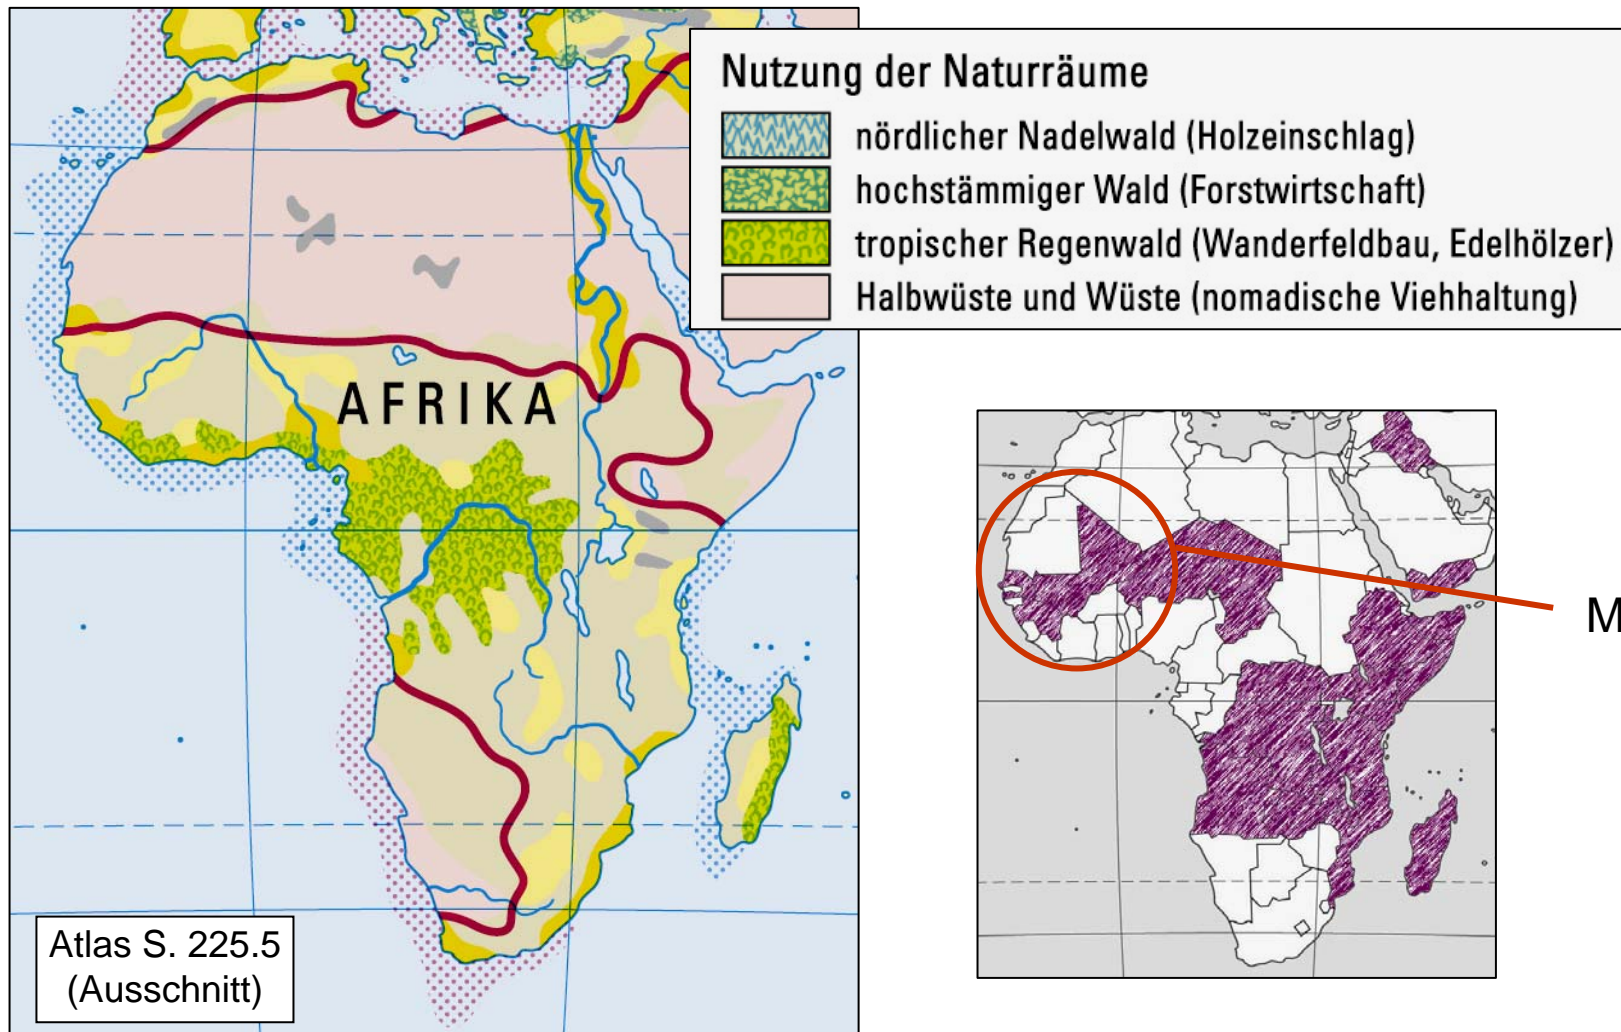 Nutzung der Naturräume
nördlicher Nadelwald (Holzeinschlag)
hochstämmiger Wald (Forstwirtschaft)
tropischer Regenwald (Wanderfeldbau, Edelhölzer)
Halbwüste und Wüste (nomadische Viehhaltung)
AFRIKA
M
Atlas S. 225.5
(Ausschnitt)